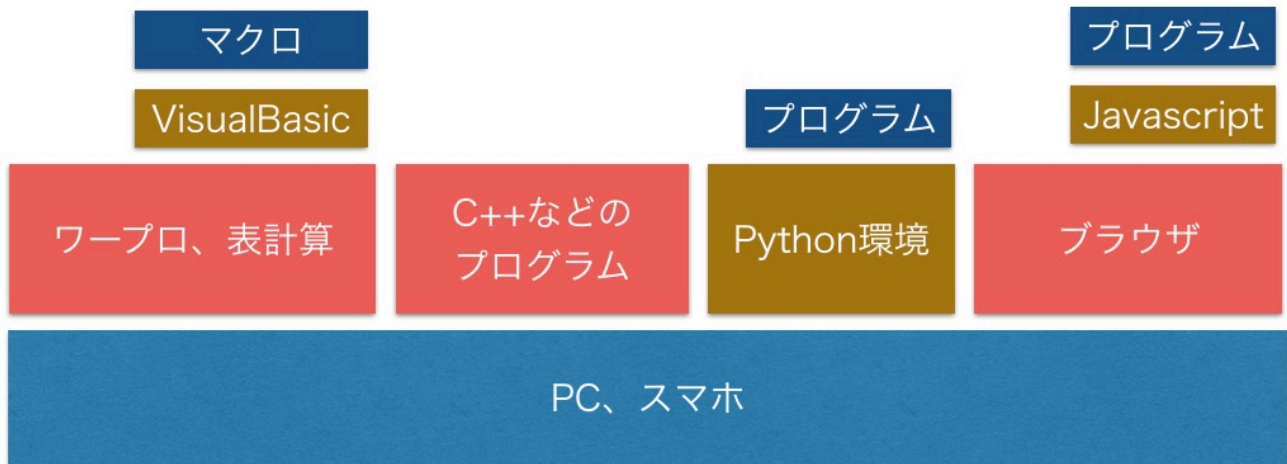 マクロ
プログラム
VisualBasic
プログラム
Javascript
ワープロ、表計算
C++などの
プログラム
Python環境
ブラウザ
PC、スマホ